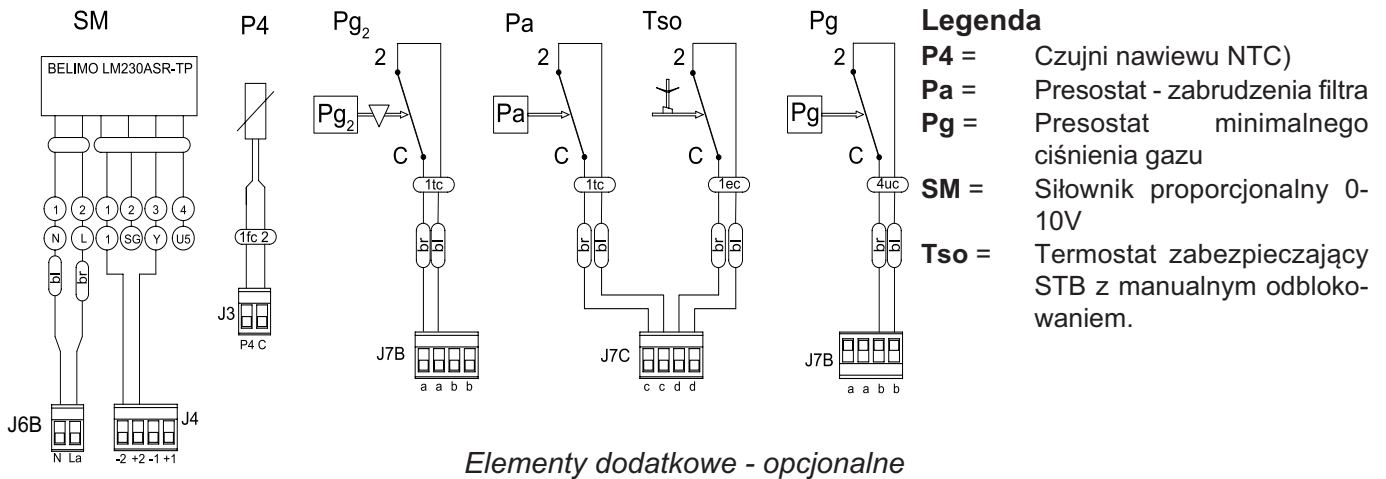 SM
P4
Pg2
Pa
Tso
Pg
BELIMO LM230ASR-TP
1 2 1 2 3 4
N L 1 SG Y U5
bl br
J6B
N La
J4
-2 +2 -1 +1
1fc 2
J3
P4 C
2
Pg2
C
1tc
br bl
J7B
a a b b
2
Pa
C
1tc
br bl
2
C
1ec
br bl
J7C
c c d d
2
Pg
C
4uc
br bl
J7B
a a b b
Legenda
P4 = Czujni nawiewu NTC)
Pa = Presostat - zabrudzenia filtra
Pg = Presostat minimalnego
ciśnienia gazu
SM = Siłownik proporcjonalny 0-
10V
Tso = Termostat zabezpieczający
STB z manualnym odbloko-
waniem.
Elementy dodatkowe - opcjonalne